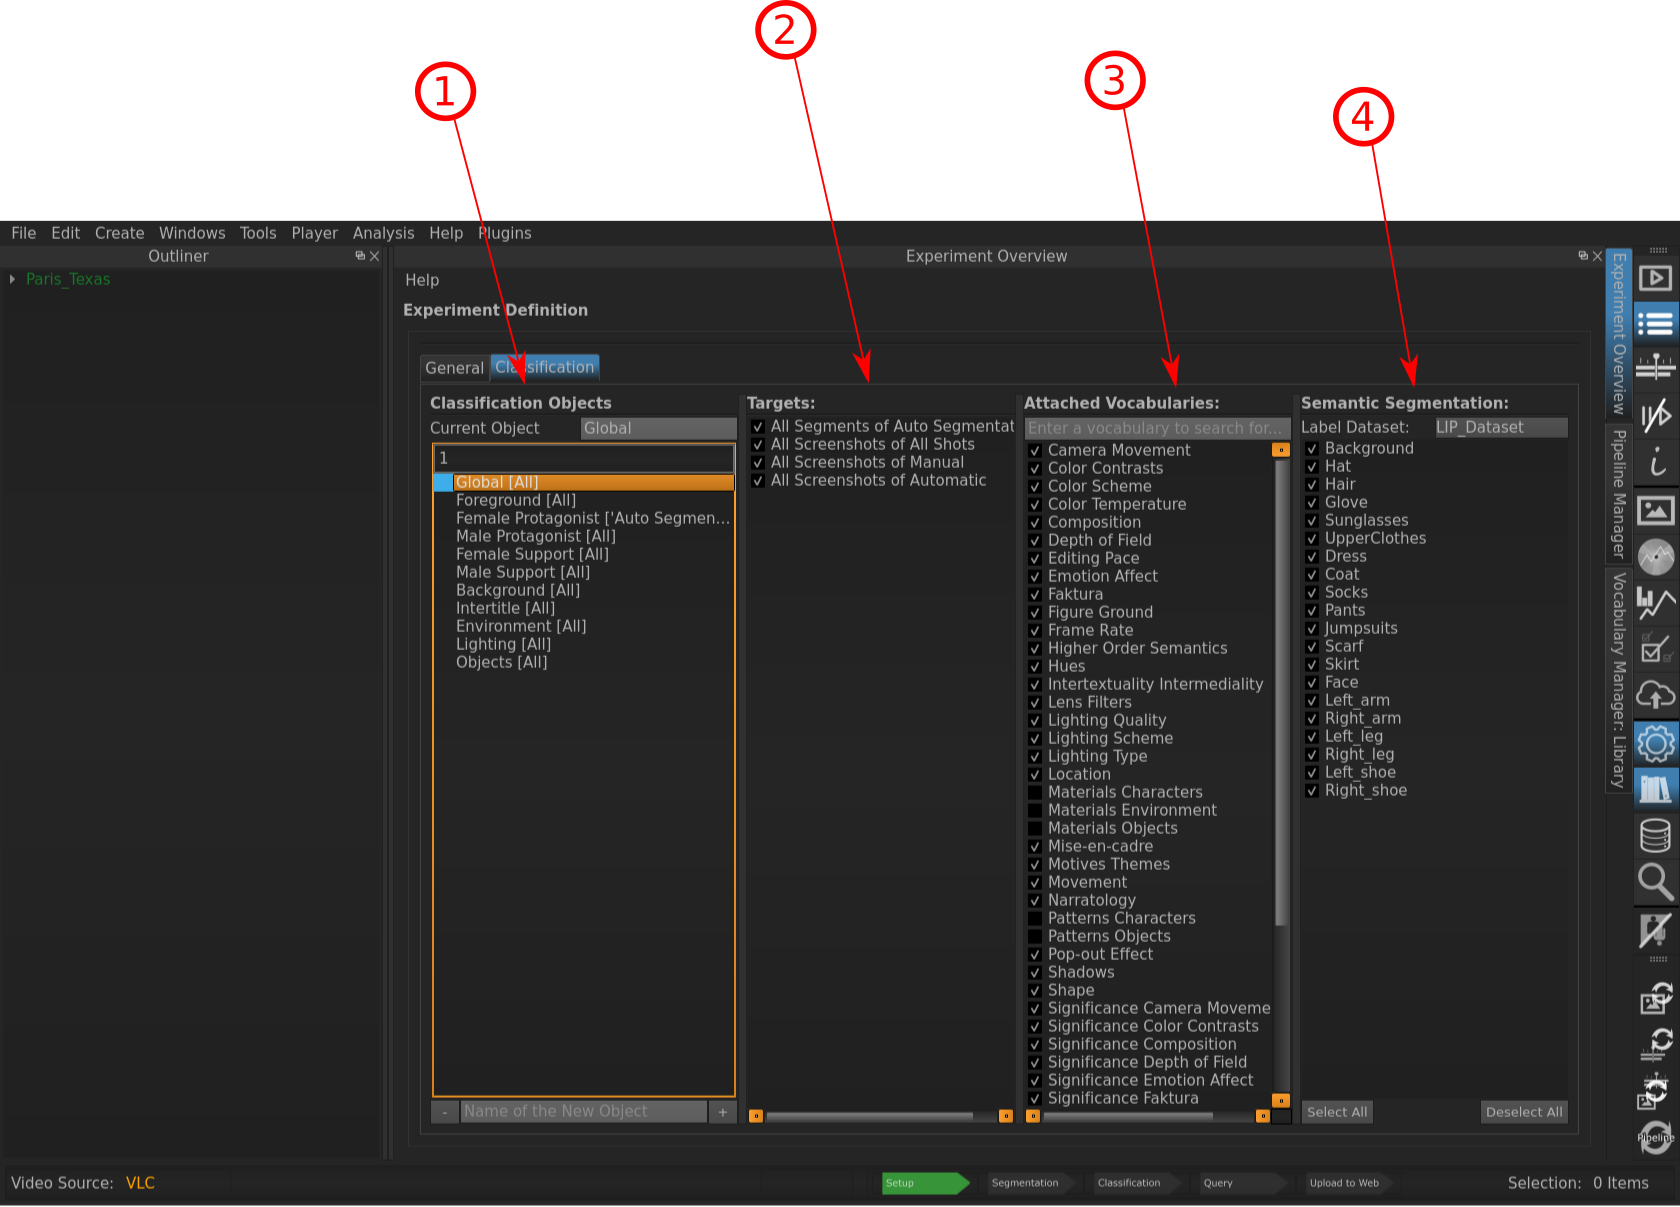 1
2
3
4
File Edit Create Windows Tools Player Analysis Help Plugins
Outliner
Experiment Overview
Paris_Texas
Help
Experiment Definition
General
Classification
Classification Objects
Current Object
Global
1
Global [All]
Foreground [All]
Female Protagonist ['Auto Segmen...
Male Protagonist [All]
Female Support [All]
Male Support [All]
Background [All]
Intertitle [All]
Environment [All]
Lighting [All]
Objects [All]
- Name of the New Object +
Targets:
All Segments of Auto Segmentat
All Screenshots of All Shots
All Screenshots of Manual
All Screenshots of Automatic
Attached Vocabularies:
Enter a vocabulary to search for...
Camera Movement
Color Contrasts
Color Scheme
Color Temperature
Composition
Depth of Field
Editing Pace
Emotion Affect
Faktura
Figure Ground
Frame Rate
Higher Order Semantics
Hues
Intertextuality Intermediality
Lens Filters
Lighting Quality
Lighting Scheme
Lighting Type
Location
Materials Characters
Materials Environment
Materials Objects
Mise-en-cadre
Motives Themes
Movement
Narratology
Patterns Characters
Patterns Objects
Pop-out Effect
Shadows
Shape
Significance Camera Moveme
Significance Color Contrasts
Significance Composition
Significance Depth of Field
Significance Emotion Affect
Significance Faktura
Semantic Segmentation:
Label Dataset: LIP_Dataset
Background
Hat
Hair
Glove
Sunglasses
UpperClothes
Dress
Coat
Socks
Pants
Jumpsuits
Scarf
Skirt
Face
Left_arm
Right_arm
Left_leg
Right_leg
Left_shoe
Right_shoe
Select All
Deselect All
Experiment Overview
Pipeline Manager
Vocabulary Manager: Library
Pipeline
Video Source: VLC
Setup
Segmentation
Classification
Query
Upload to Web
Selection: 0 Items